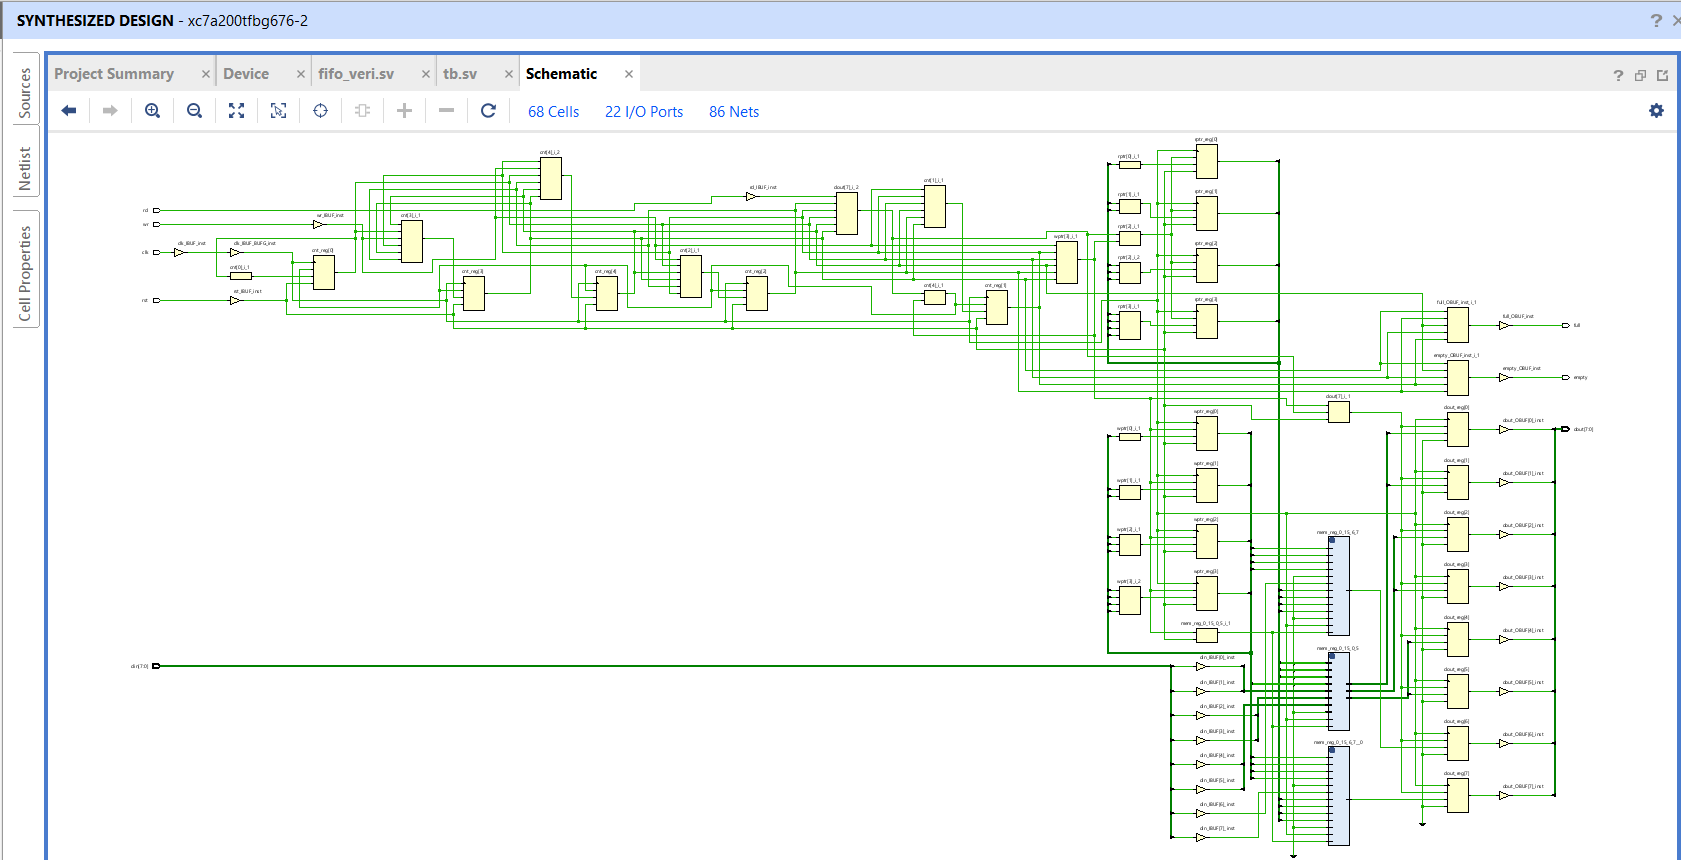 SYNTHESIZED DESIGN - xc7a200tfbg676-2
Sources
Netlist
Cell Properties
Project Summary
Device
fifo_veri.sv
tb.sv
Schematic
68 Cells
22 I/O Ports
86 Nets
cnt[4]_i_2
rd_IBUF_inst
dout[7]_i_2
cnt[1]_i_1
rd
wr
wr_IBUF_inst
cnt[3]_i_1
clk
clk_IBUF_inst
clk_IBUF_BUFG_inst
cnt_reg[0]
cnt[0]_i_1
rst
rst_IBUF_inst
cnt_reg[3]
cnt_reg[4]
cnt[2]_i_1
cnt_reg[2]
cnt[4]_i_1
cnt_reg[1]
wptr[3]_i_1
rptr[0]_i_1
rptr_reg[0]
rptr[1]_i_1
rptr_reg[1]
rptr[2]_i_1
rptr_reg[2]
rptr[3]_i_2
rptr[3]_i_1
rptr_reg[3]
full_OBUF_inst_i_1
full_OBUF_inst
full
empty_OBUF_inst_i_1
empty_OBUF_inst
empty
dout[7]_i_1
wptr[0]_i_1
wptr_reg[0]
wptr[1]_i_1
wptr_reg[1]
wptr[2]_i_1
wptr_reg[2]
wptr[3]_i_2
wptr_reg[3]
mem_reg_0_15_0_5_i_1
mem_reg_0_15_6_7
mem_reg_0_15_0_5
mem_reg_0_15_6_7__0
din[7:0]
din_IBUF[0]_inst
din_IBUF[1]_inst
din_IBUF[2]_inst
din_IBUF[3]_inst
din_IBUF[4]_inst
din_IBUF[5]_inst
din_IBUF[6]_inst
din_IBUF[7]_inst
dout_reg[0]
dout_OBUF[0]_inst
dout[7:0]
dout_reg[1]
dout_OBUF[1]_inst
dout_reg[2]
dout_OBUF[2]_inst
dout_reg[3]
dout_OBUF[3]_inst
dout_reg[4]
dout_OBUF[4]_inst
dout_reg[5]
dout_OBUF[5]_inst
dout_reg[6]
dout_OBUF[6]_inst
dout_reg[7]
dout_OBUF[7]_inst